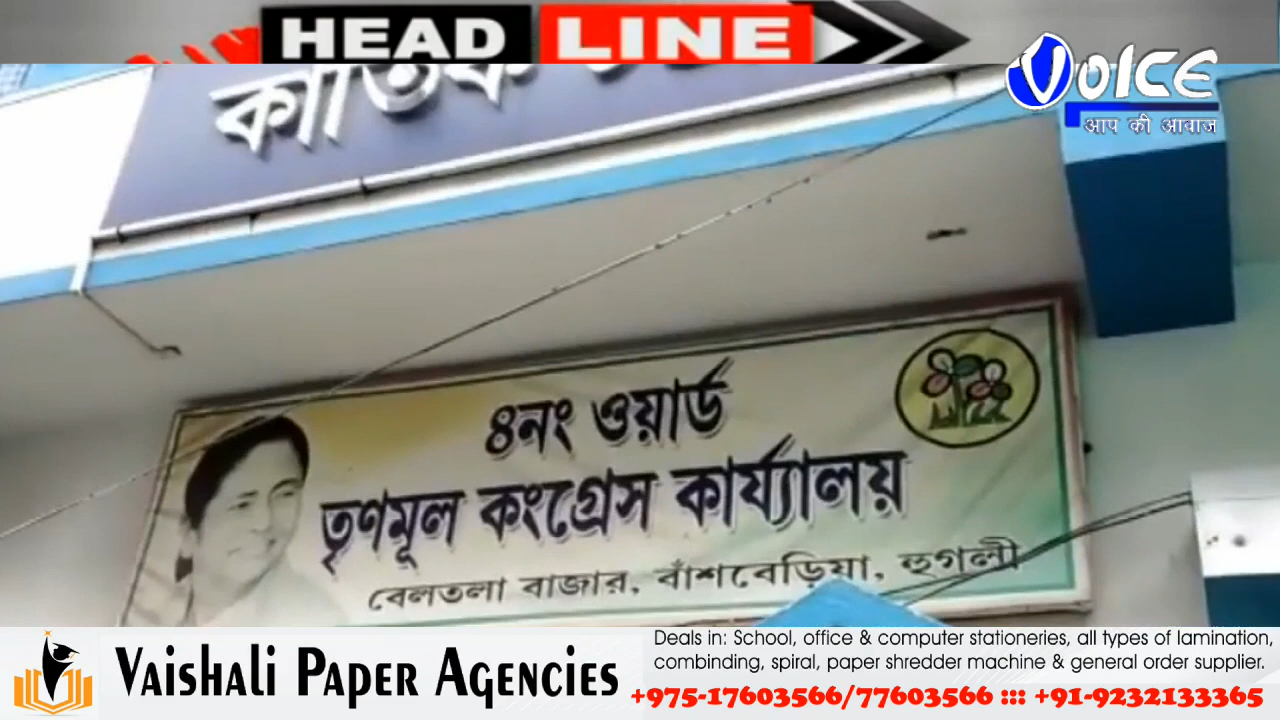 HEAD LINE
VOICE
आप की आवाज
৪নং ওয়ার্ড
তৃণমূল কংগ্রেস কার্য্যালয়
বেলতলা বাজার, বাঁশবেড়িয়া, হুগলী
Vaishali Paper Agencies
Deals in: School, office & computer stationeries, all types of lamination,
combinding, spiral, paper shredder machine & general order supplier.
+975-17603566/77603566 ::: +91-9232133365